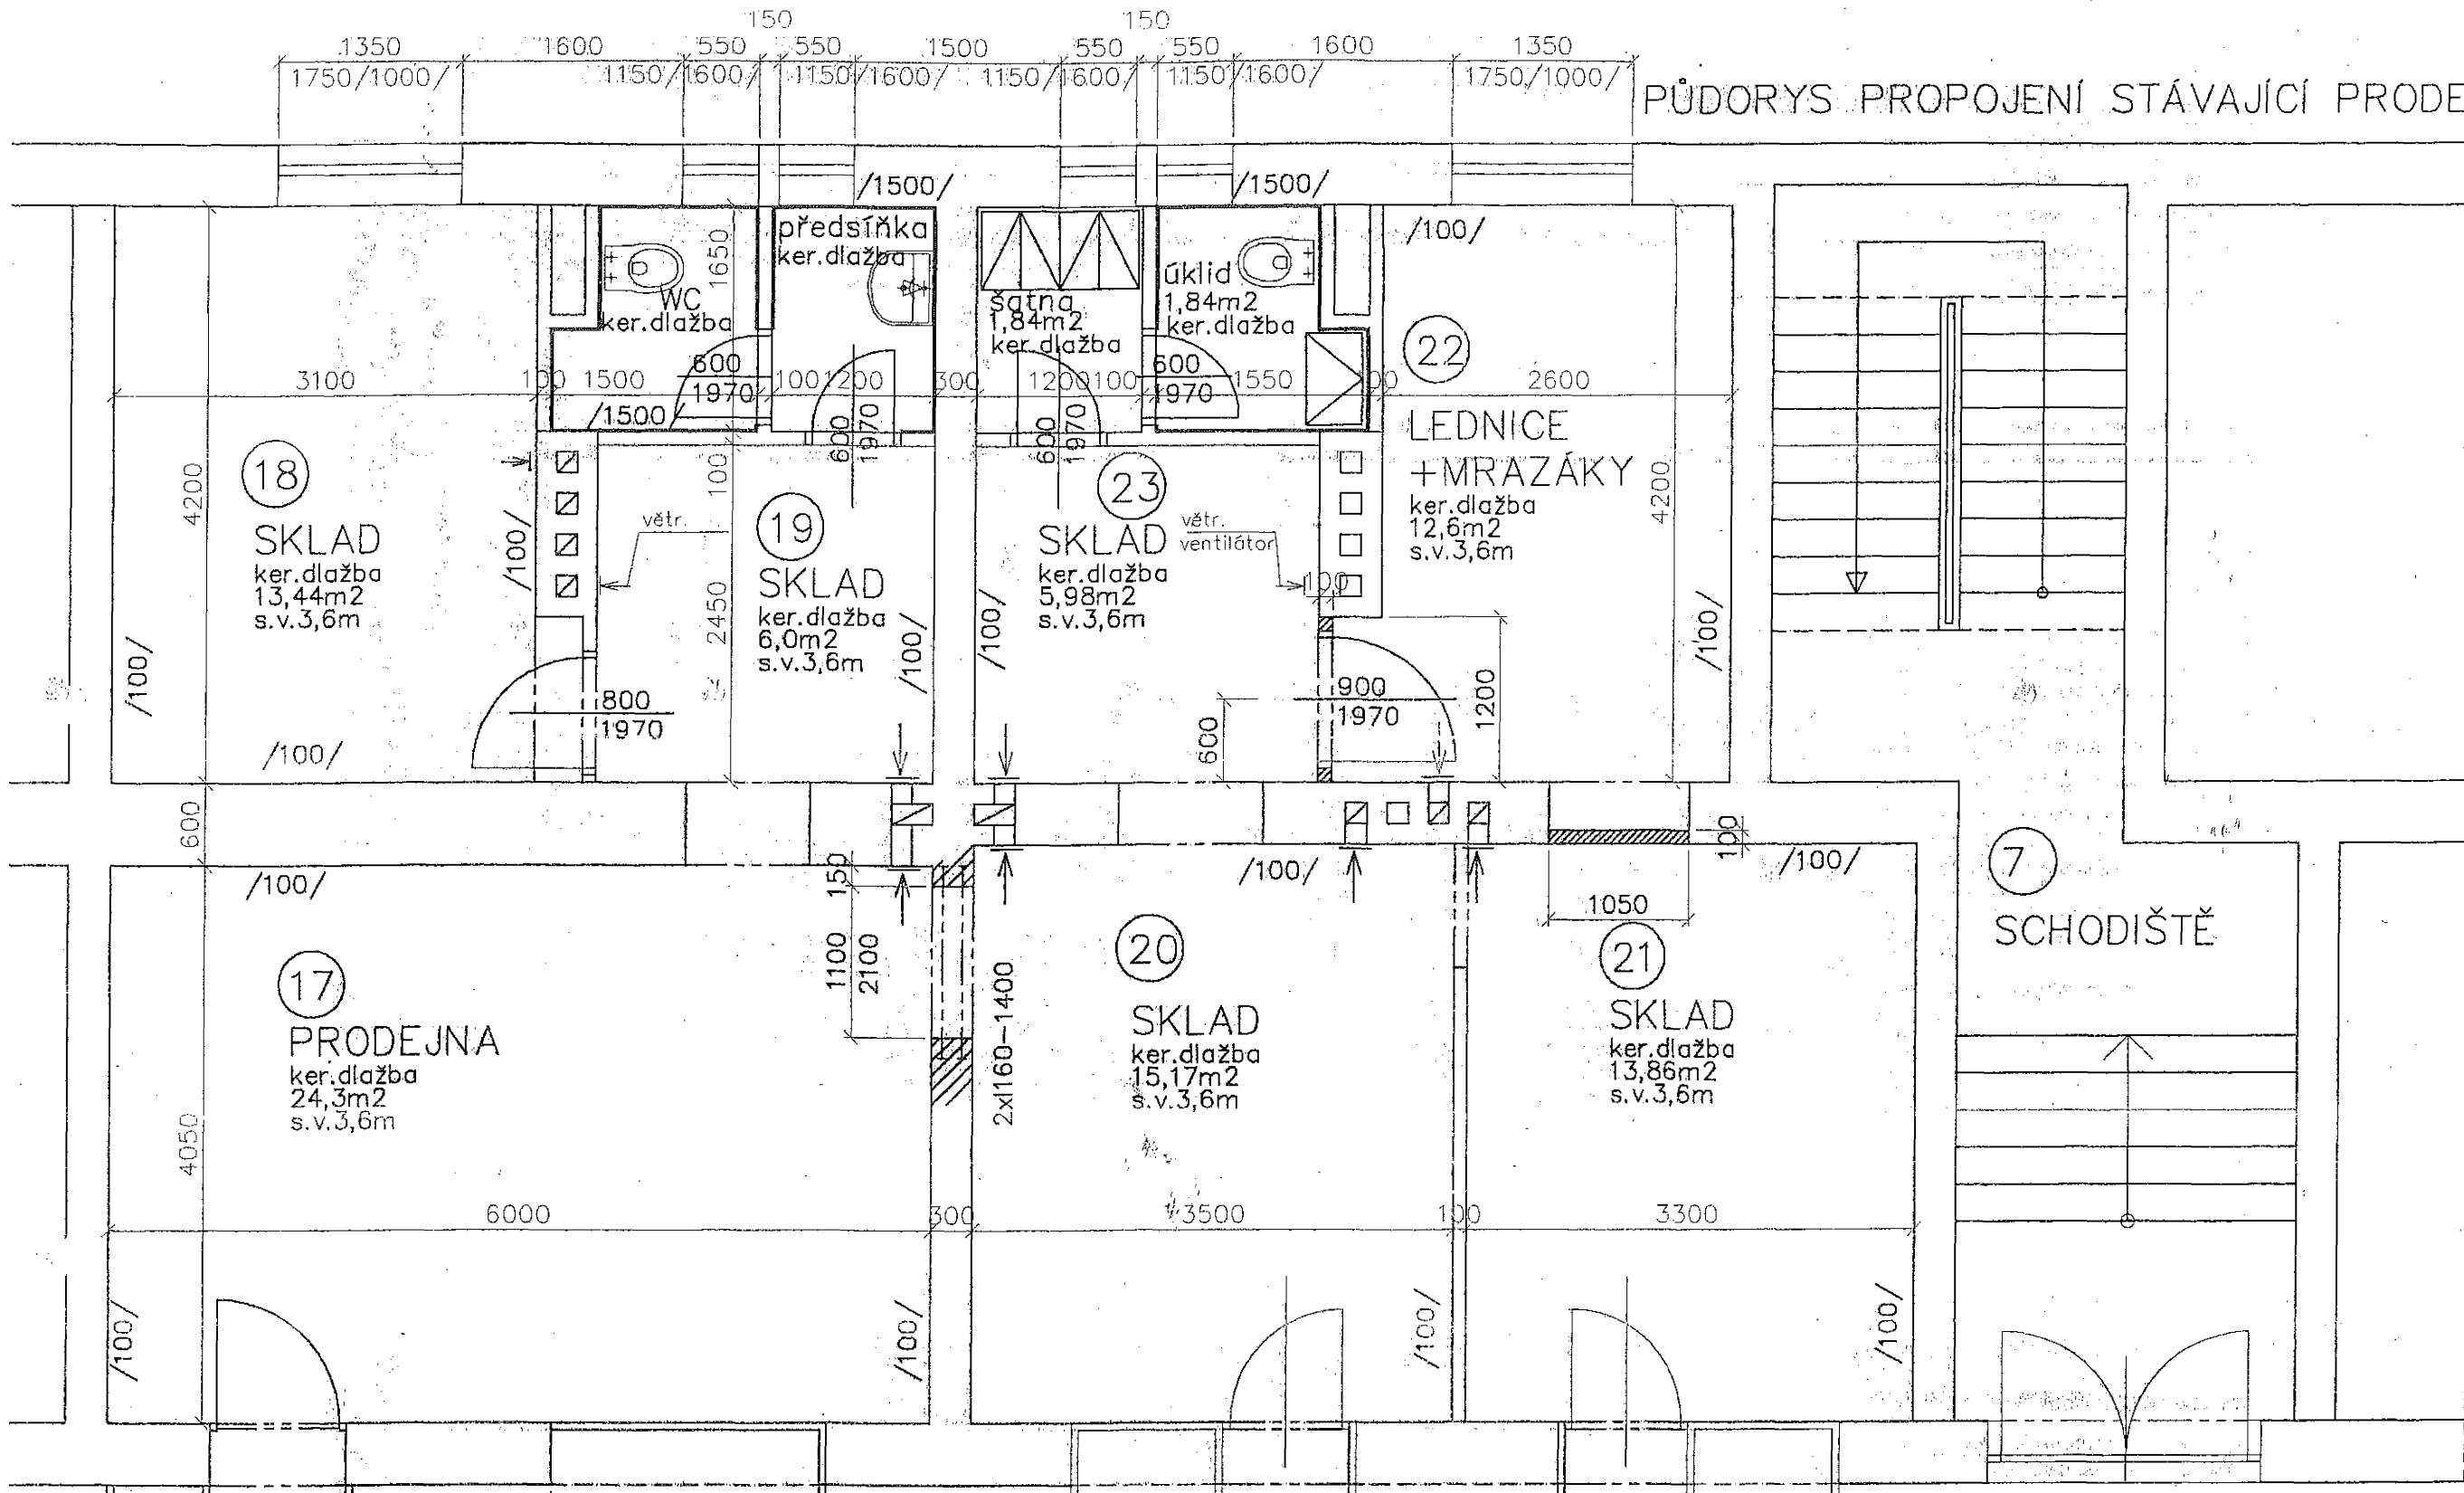 150 150
1350 1600 550 550 1500 550 550 1600 1350
1750/1000/ 1150/1600/ 1150/1600/ 1150/1600/ 1150/1600/ 1750/1000/
PŮDORYS PROPOJENÍ STÁVAJÍCÍ PRODE
/1500/ /1500/
předsíňka
ker.dlažba
1650
WC
ker.dlažba
šatna
1,84m2
ker.dlažba
úklid
1,84m2
ker.dlažba
/100/
22
LEDNICE
+MRAZÁKY
ker.dlažba
12,6m2
s.v.3,6m
600
1970
600
1970
3100 100 1500 100 1200 300 1200 100 1550 2600
/1500/
600
1970
600
1970
18
SKLAD
ker.dlažba
13,44m2
s.v.3,6m
4200
/100/
/100/
/100/
větr.
100
2450
19
SKLAD
ker.dlažba
6,0m2
s.v.3,6m
/100/
800
1970
23
SKLAD
ker.dlažba
5,98m2
s.v.3,6m
/100/
větr.
ventilátor
100
900
1970
600
1200
4200
/100/
600
/100/
150
1100
2100
2xI160-1400
/100/
1050
100
/100/
7
SCHODIŠTĚ
17
PRODEJNA
ker.dlažba
24,3m2
s.v.3,6m
20
SKLAD
ker.dlažba
15,17m2
s.v.3,6m
21
SKLAD
ker.dlažba
13,86m2
s.v.3,6m
4050
6000 300 3500 100 3300
/100/ /100/ /100/ /100/